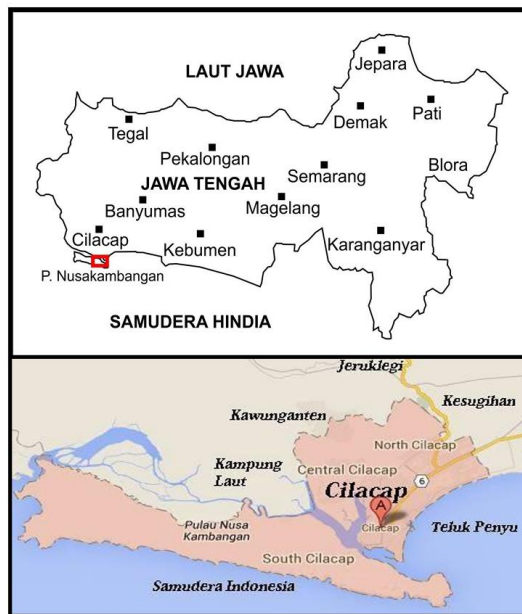 Jepara
LAUT JAWA
Demak
Pati
Tegal
Pekalongan
Semarang
Blora
JAWA TENGAH
Banyumas
Magelang
Cilacap
Kebumen
Karanganyar
P. Nusakambangan
SAMUDERA HINDIA
Jeruklegi
Kesugihan
Kawunganten
North Cilacap
Kampung
Laut
Central Cilacap
Cilacap
6
A
Cilacap
Pulau Nusa
Kambangan
Teluk Penyu
South Cilacap
Samudera Indonesia